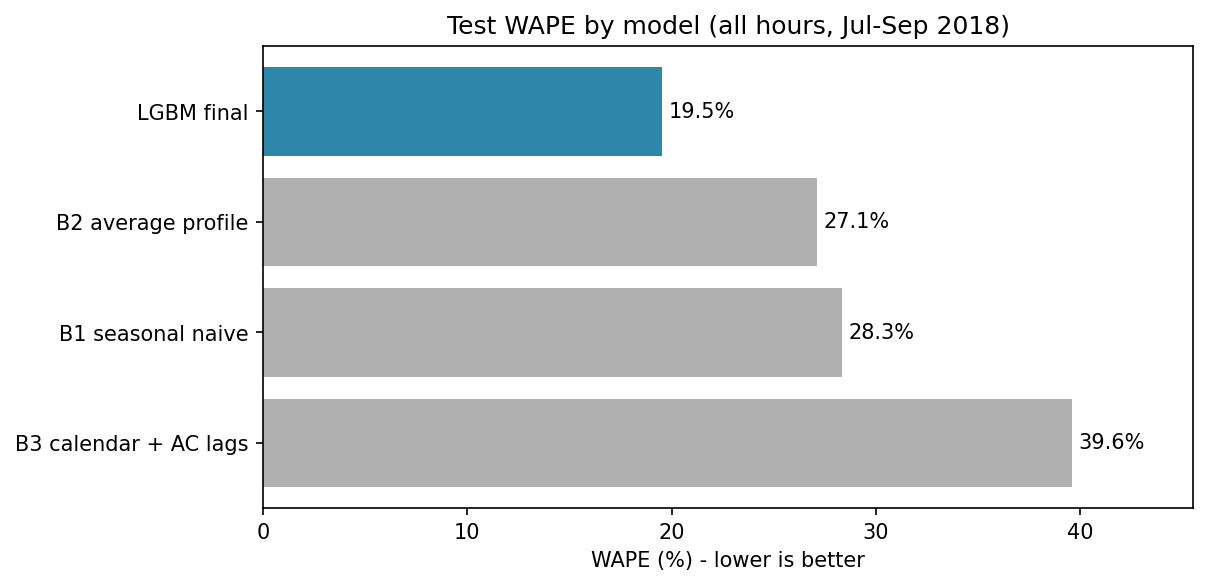 Test WAPE by model (all hours, Jul-Sep 2018)
LGBM final
19.5%
B2 average profile
27.1%
B1 seasonal naive
28.3%
B3 calendar + AC lags
39.6%
0 10 20 30 40
WAPE (%) - lower is better